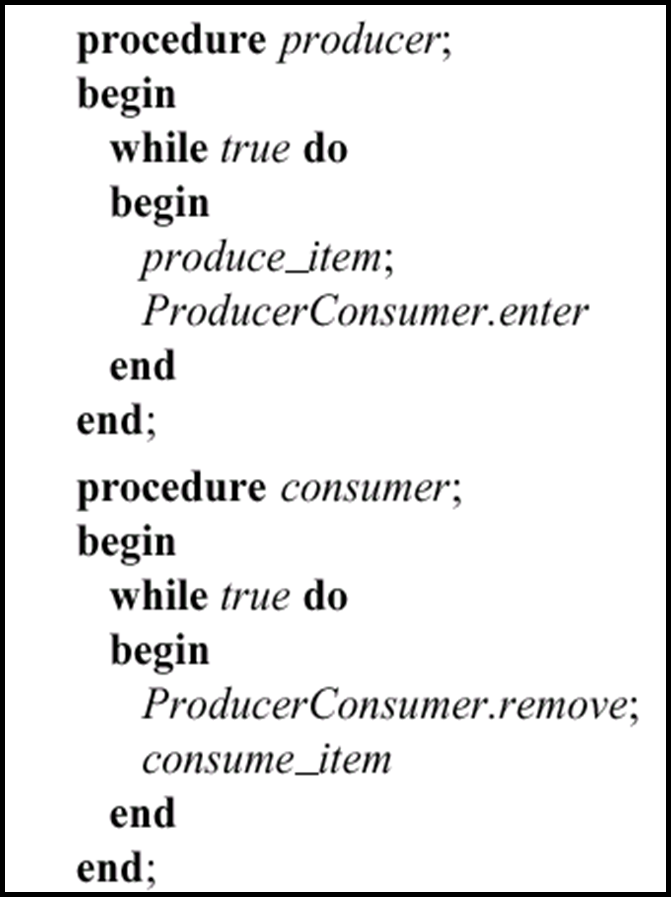 procedure producer;
begin
while true do
begin
produce_item;
ProducerConsumer.enter
end
end;
procedure consumer;
begin
while true do
begin
ProducerConsumer.remove;
consume_item
end
end;